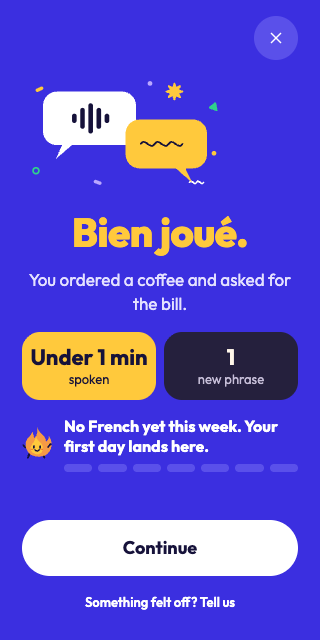 Bien joué.
You ordered a coffee and asked for
the bill.
Under 1 min
spoken
1
new phrase
No French yet this week. Your
first day lands here.
Continue
Something felt off? Tell us